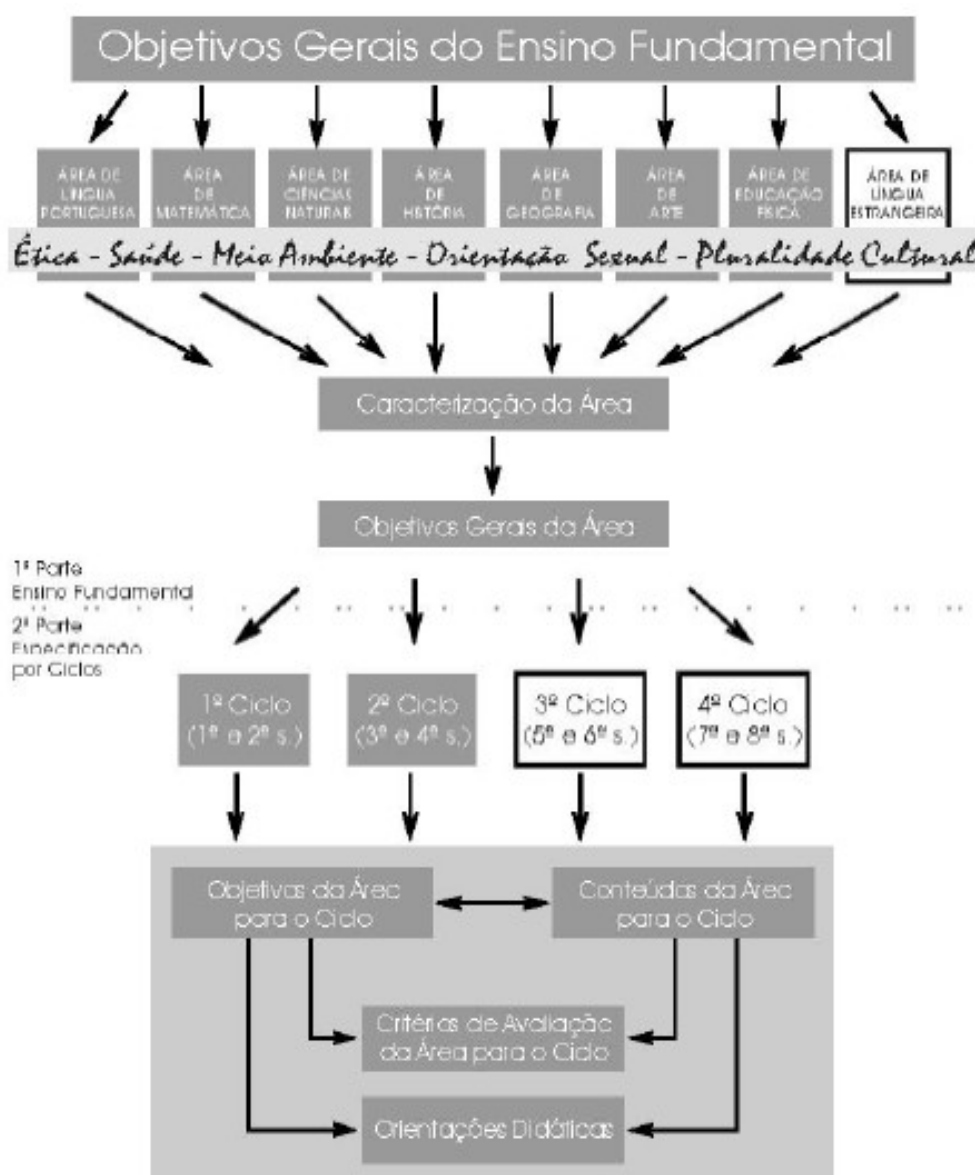 Objetivos Gerais do Ensino Fundamental
ÁREA DE
LÍNGUA
PORTUGUESA
ÁREA
DE
MATEMÁTICA
ÁREA DE
CIÊNCIAS
NATURAIS
ÁREA
DE
HISTÓRIA
ÁREA
DE
GEOGRAFIA
ÁREA
DE
ARTE
ÁREA DE
EDUCAÇÃO
FÍSICA
ÁREA DE
LÍNGUA
ESTRANGEIRA
Ética - Saúde - Meio Ambiente - Orientação Sexual - Pluralidade Cultural
Caracterização da Área
Objetivos Gerais da Área
1ª Parte
Ensino Fundamental
2ª Parte
Especificação
por Ciclos
1º Ciclo
(1ª e 2ª s.)
2º Ciclo
(3ª e 4ª s.)
3º Ciclo
(5ª e 6ª s.)
4º Ciclo
(7ª e 8ª s.)
Objetivos da Área
para o Ciclo
Conteúdos da Área
para o Ciclo
Critérios de Avaliação
da Área para o Ciclo
Orientações Didáticas